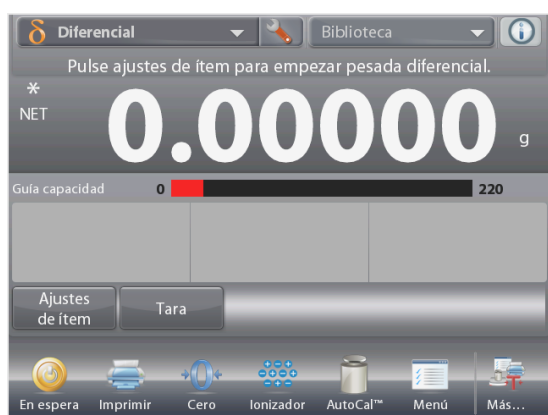 δ Diferencial Biblioteca
Pulse ajustes de ítem para empezar pesada diferencial.
*
NET
0.00000 g
Guía capacidad 0 220
Ajustes
de ítem
Tara
En espera Imprimir Cero Ionizador AutoCal™ Menú Más...